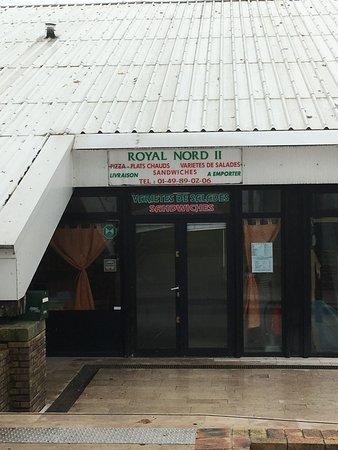 ROYAL NORD II
PIZZA - PLATS CHAUDS VARIETES DE SALADES
LIVRAISON SANDWICHES A EMPORTER
TEL : 01-49-89-02-06
VARIETES DE SALADES
SANDWICHES